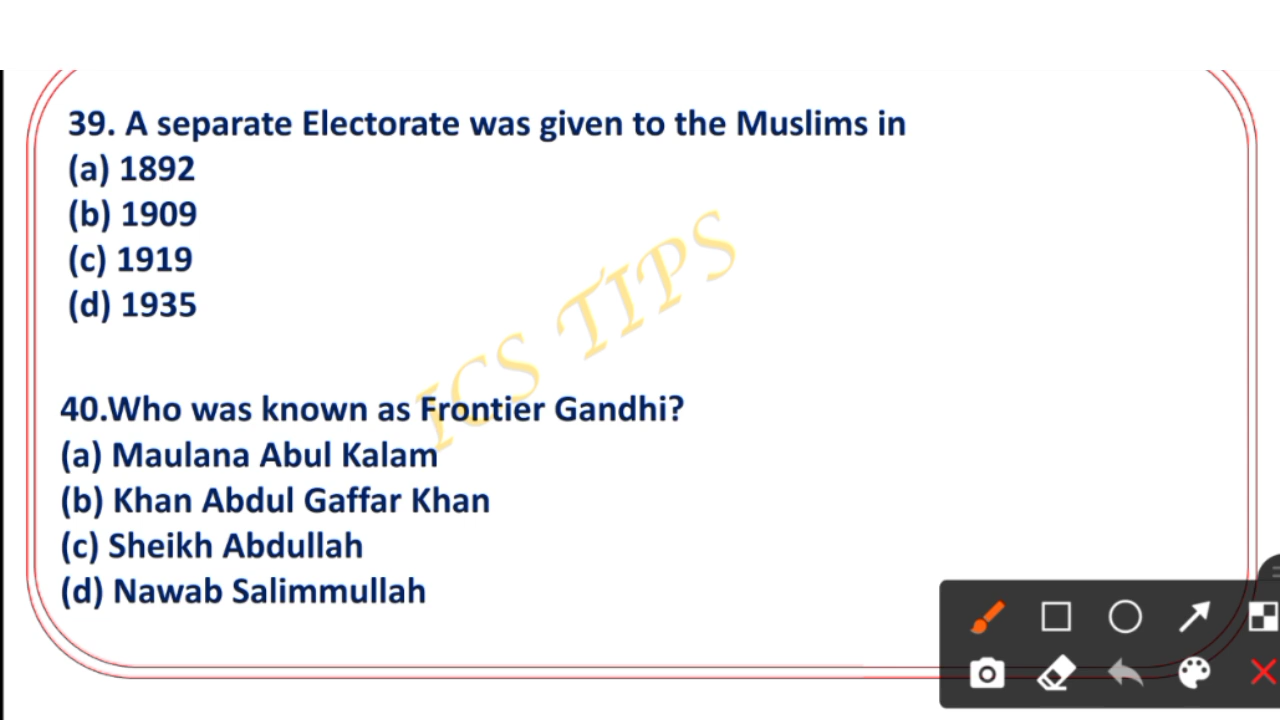 39. A separate Electorate was given to the Muslims in
(a) 1892
(b) 1909
(c) 1919
(d) 1935
ICS TIPS
40.Who was known as Frontier Gandhi?
(a) Maulana Abul Kalam
(b) Khan Abdul Gaffar Khan
(c) Sheikh Abdullah
(d) Nawab Salimmullah